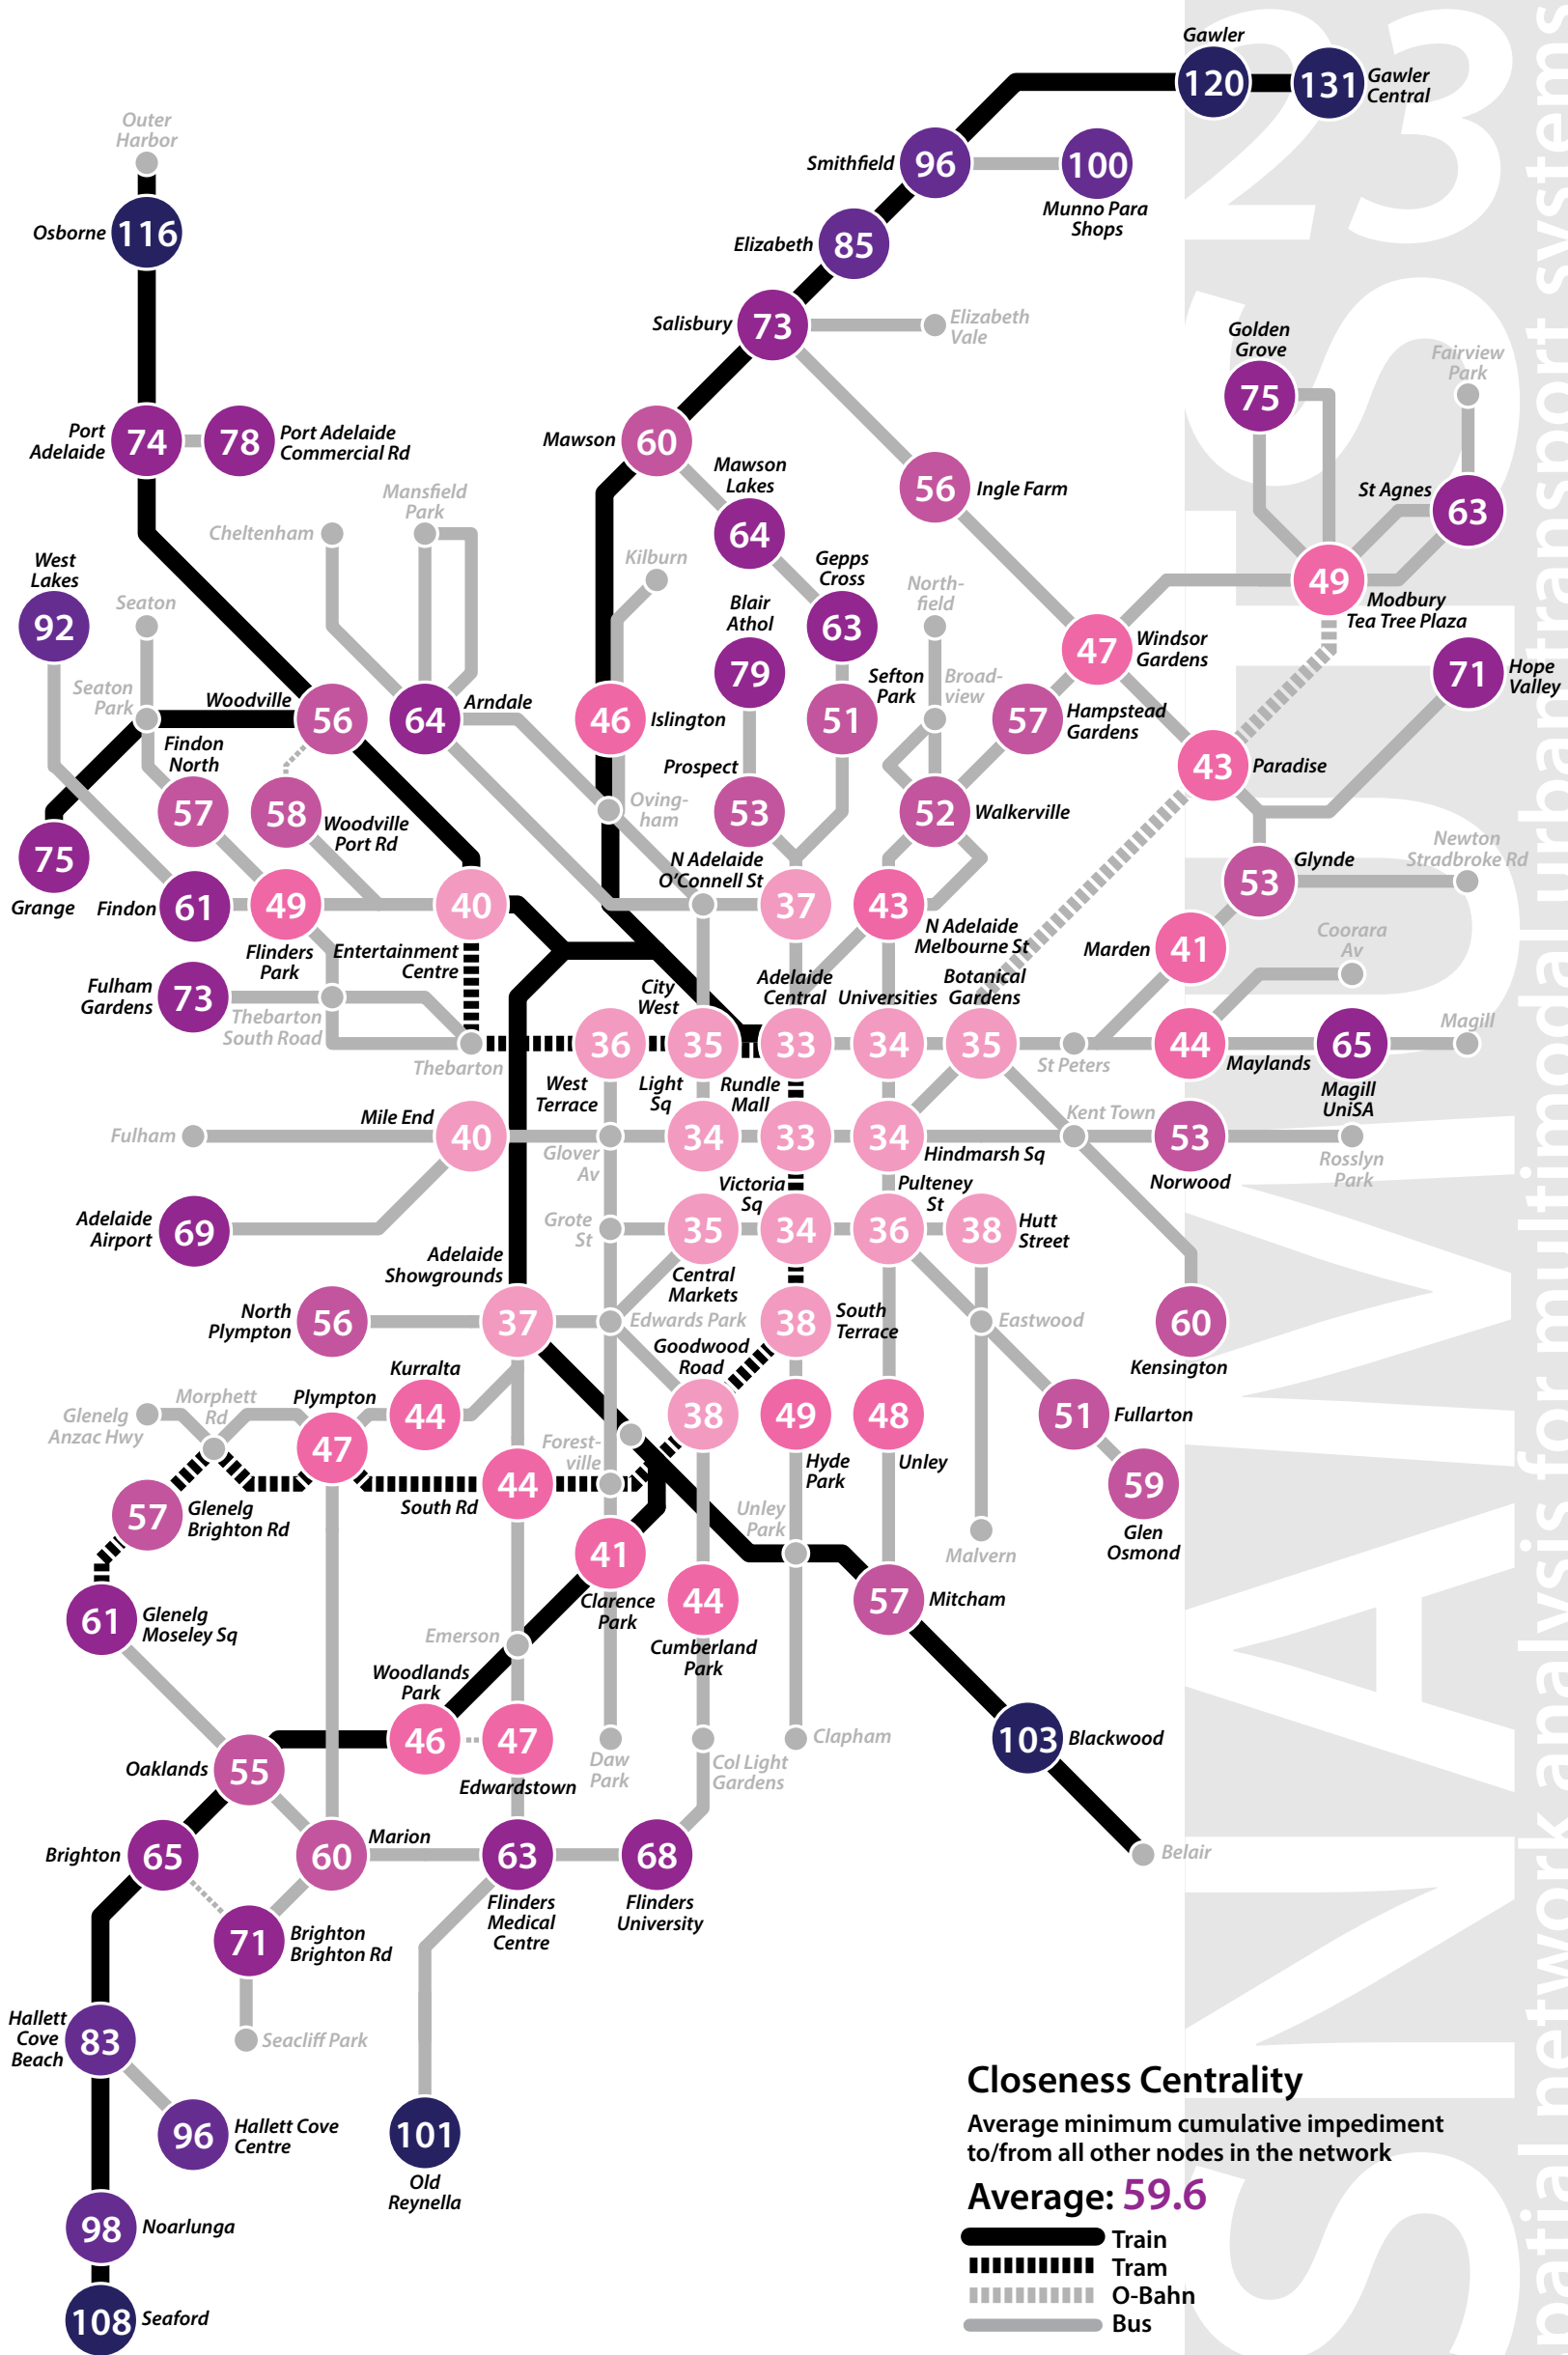 Gawler
120
131
Gawler
Central
Outer
Harbor
Smithfield
96
100
Munno Para
Shops
Osborne
116
Elizabeth
85
Salisbury
73
Elizabeth
Vale
Golden
Grove
75
Fairview
Park
Port
Adelaide
74
78
Port Adelaide
Commercial Rd
Mawson
60
Mawson
Lakes
64
56
Ingle Farm
St Agnes
63
Mansfield
Park
Cheltenham
Kilburn
Gepps
Cross
63
North-
field
49
Modbury
Tea Tree Plaza
West
Lakes
92
Seaton
Blair
Athol
79
47
Windsor
Gardens
71
Hope
Valley
Seaton
Park
Woodville
56
64
Arndale
46
Islington
Sefton
Park
51
Broad-
view
57
Hampstead
Gardens
43
Paradise
Findon
North
57
58
Woodville
Port Rd
Oving-
ham
Prospect
53
52
Walkerville
75
Grange
Newton
Stradbroke Rd
Glynde
53
N Adelaide
O'Connell St
37
43
N Adelaide
Melbourne St
Findon
61
49
Flinders
Park
40
Entertainment
Centre
Marden
41
Coorara
Av
Fulham
Gardens
73
Thebarton
South Road
City
West
Adelaide
Central
Universities
Botanical
Gardens
Thebarton
36
35
33
34
35
St Peters
44
Maylands
65
Magill
UniSA
Magill
West
Terrace
Light
Sq
Rundle
Mall
Fulham
Mile End
40
Glover
Av
34
33
34
Hindmarsh Sq
Kent Town
53
Norwood
Rosslyn
Park
Adelaide
Airport
69
Grote
St
Victoria
Sq
Pulteney
St
35
34
36
38
Hutt
Street
Central
Markets
Adelaide
Showgrounds
North
Plympton
56
37
Edwards Park
38
South
Terrace
Eastwood
60
Kensington
Goodwood
Road
38
Kurralta
44
Morphett
Rd
Plympton
47
Glenelg
Anzac Hwy
49
Hyde
Park
48
Unley
51
Fullarton
Forest-
ville
44
South Rd
57
Glenelg
Brighton Rd
59
Glen
Osmond
Unley
Park
Malvern
41
Clarence
Park
44
Cumberland
Park
57
Mitcham
61
Glenelg
Moseley Sq
Emerson
Woodlands
Park
46
47
Edwardstown
Daw
Park
Col Light
Gardens
Clapham
103
Blackwood
Oaklands
55
Brighton
65
60
Marion
63
Flinders
Medical
Centre
68
Flinders
University
Belair
71
Brighton
Brighton Rd
Hallett
Cove
Beach
83
Seacliff Park
96
Hallett Cove
Centre
101
Old
Reynella
98
Noarlunga
108
Seaford
Closeness Centrality
Average minimum cumulative impediment
to/from all other nodes in the network
Average: 59.6
Train
Tram
O-Bahn
Bus
SNAMUTS 23
spatial network analysis for multimodal urban transport systems